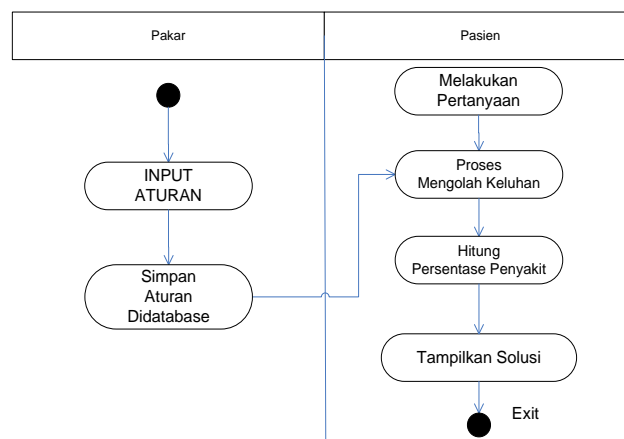 Pakar
Pasien
INPUT
ATURAN
Simpan
Aturan
Didatabase
Melakukan
Pertanyaan
Proses
Mengolah Keluhan
Hitung
Persentase Penyakit
Tampilkan Solusi
Exit